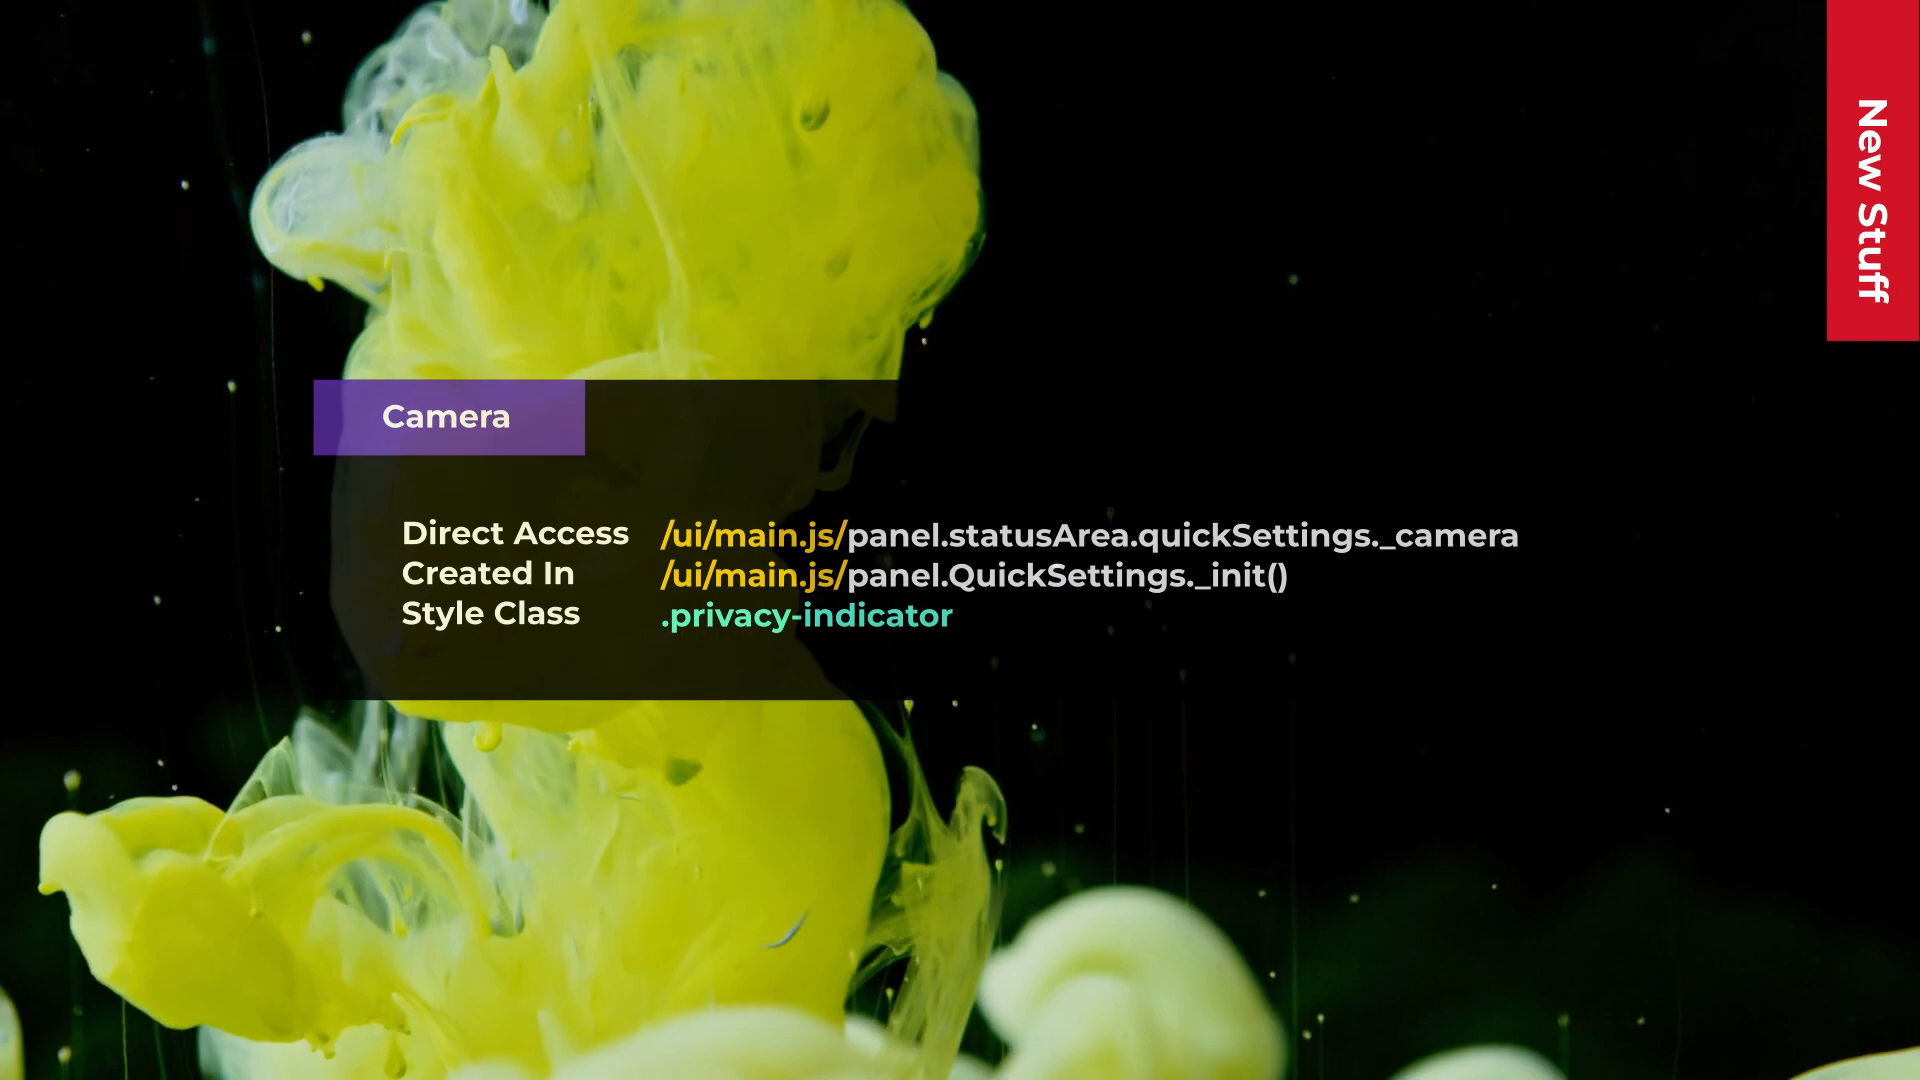 New Stuff
Camera
Direct Access /ui/main.js/panel.statusArea.quickSettings._camera
Created In /ui/main.js/panel.QuickSettings._init()
Style Class .privacy-indicator